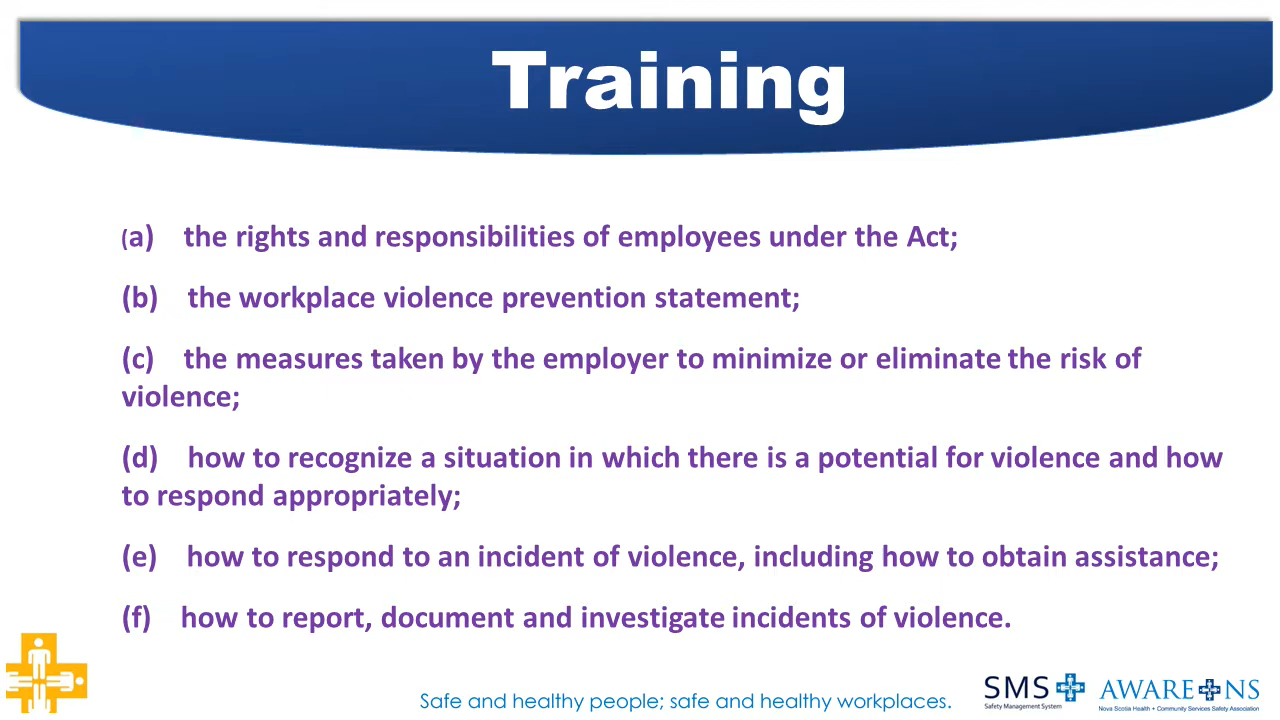 Training
(a) the rights and responsibilities of employees under the Act;
(b) the workplace violence prevention statement;
(c) the measures taken by the employer to minimize or eliminate the risk of
violence;
(d) how to recognize a situation in which there is a potential for violence and how
to respond appropriately;
(e) how to respond to an incident of violence, including how to obtain assistance;
(f) how to report, document and investigate incidents of violence.
Safe and healthy people; safe and healthy workplaces.
SMS
Safety Management System
AWARE NS
Nova Scotia Health • Community Services Safety Association